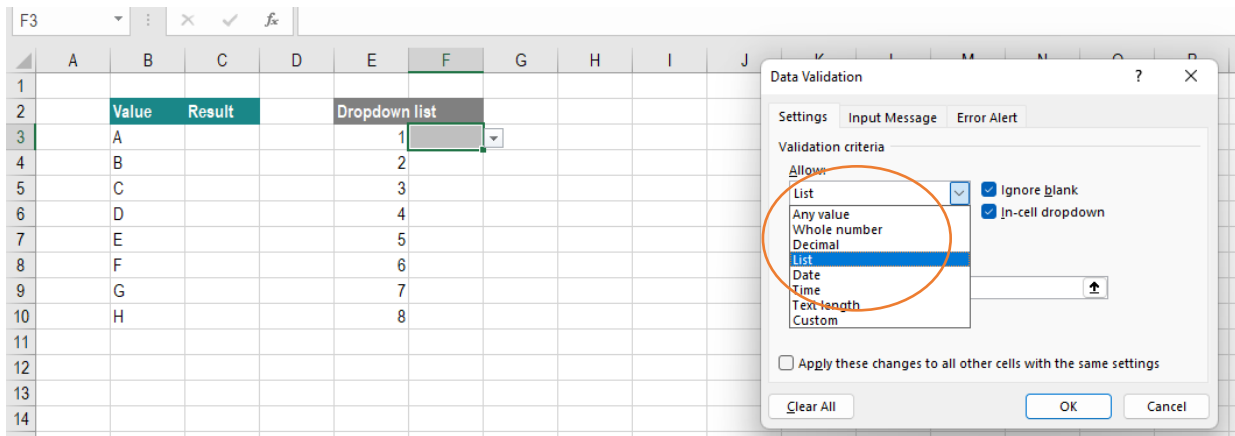 F3 fx
A B C D E F G H I J K L M N O P
1
2 Value Result Dropdown list
3 A 1
4 B 2
5 C 3
6 D 4
7 E 5
8 F 6
9 G 7
10 H 8
11
12
13
14
Data Validation ? X
Settings Input Message Error Alert
Validation criteria
Allow:
List Ignore blank
Any value In-cell dropdown
Whole number
Decimal
List
Date
Time
Text length
Custom
Apply these changes to all other cells with the same settings
Clear All OK Cancel